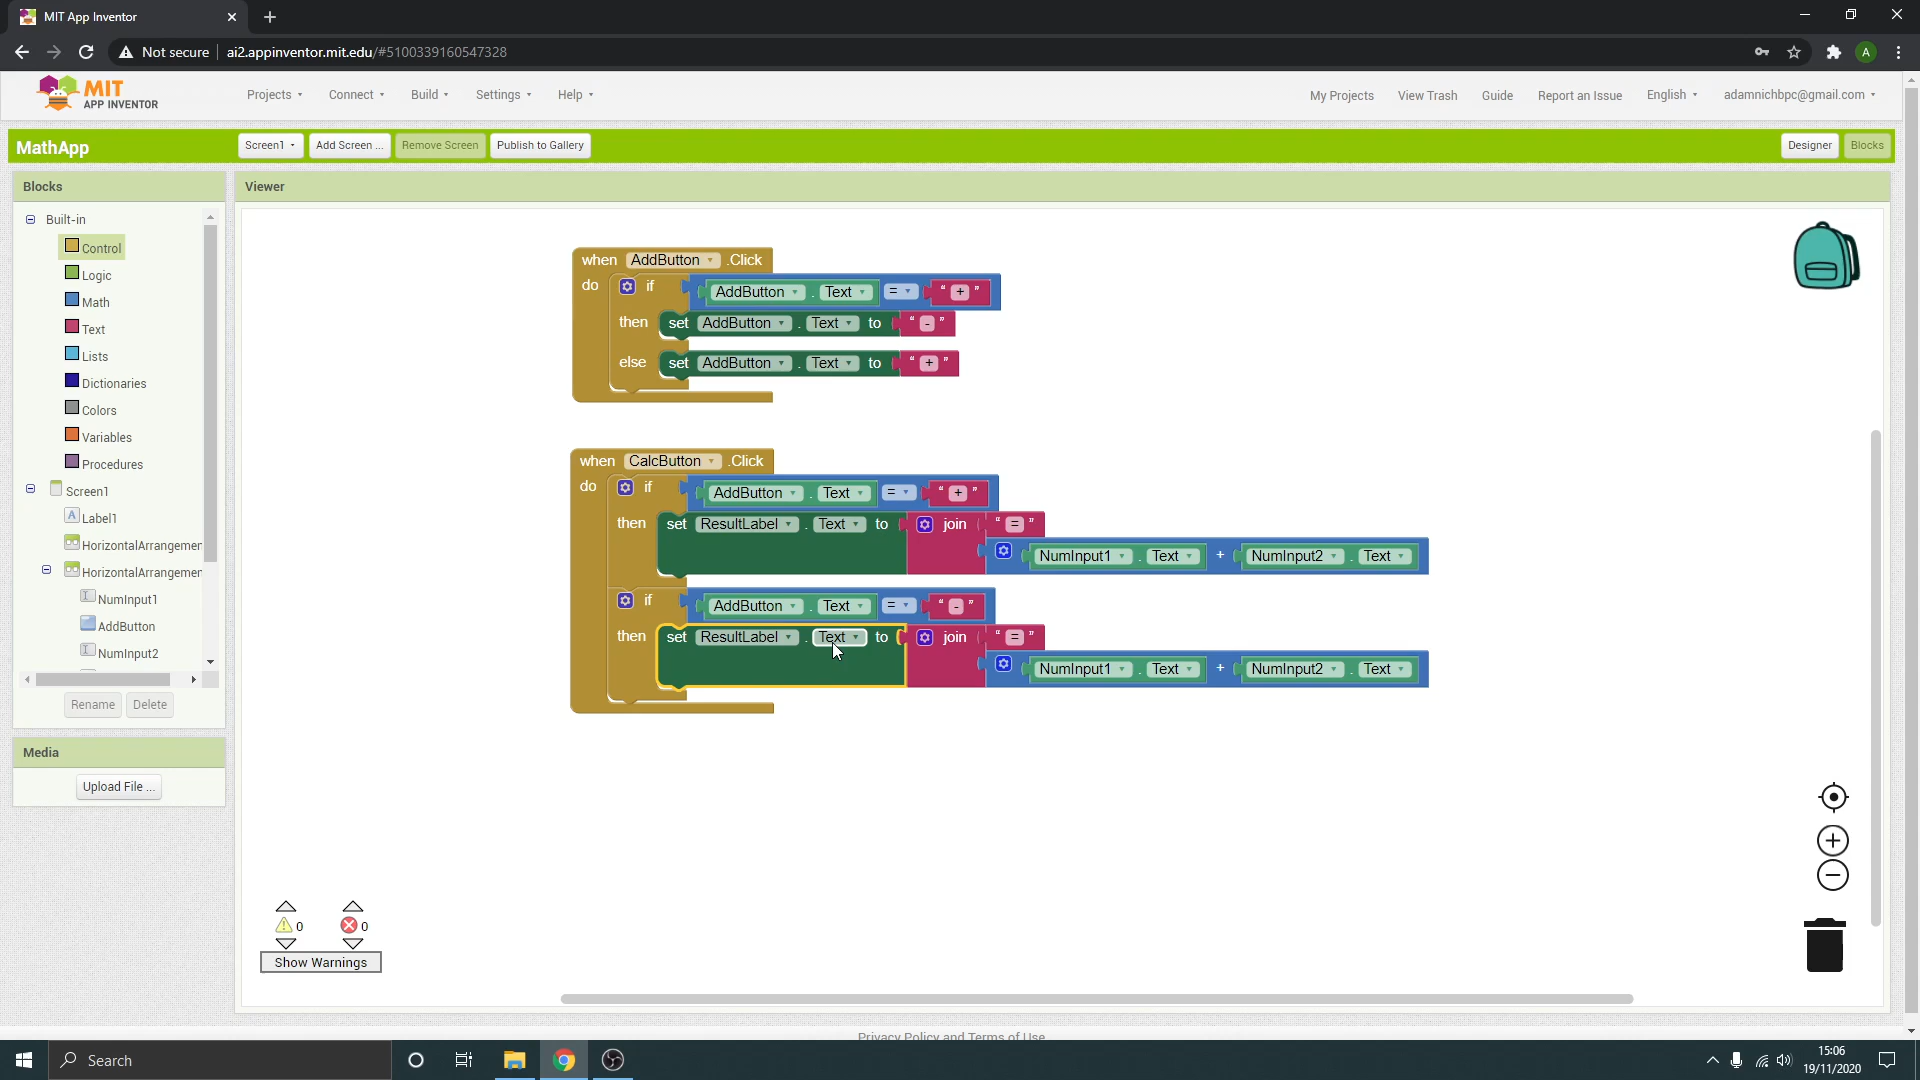 MIT App Inventor
Not secure
ai2.appinventor.mit.edu/#5100339160547328
A
MIT
APP INVENTOR
Projects
Connect
Build
Settings
Help
My Projects
View Trash
Guide
Report an Issue
English
adamnichbpc@gmail.com
MathApp
Screen1
Add Screen ...
Remove Screen
Publish to Gallery
Designer
Blocks
Blocks
Viewer
Built-in
Control
Logic
Math
Text
Lists
Dictionaries
Colors
Variables
Procedures
Screen1
A Label1
HorizontalArrangemen
HorizontalArrangemen
NumInput1
AddButton
NumInput2
Rename
Delete
Media
Upload File ...
when AddButton .Click
do if AddButton . Text = " + "
then set AddButton . Text to " - "
else set AddButton . Text to " + "
when CalcButton .Click
do if AddButton . Text = " + "
then set ResultLabel . Text to join " = "
NumInput1 . Text + NumInput2 . Text
if AddButton . Text = " - "
then set ResultLabel . Text to join " = "
NumInput1 . Text + NumInput2 . Text
0
0
Show Warnings
Privacy Policy and Terms of Use
Search
15:06
19/11/2020